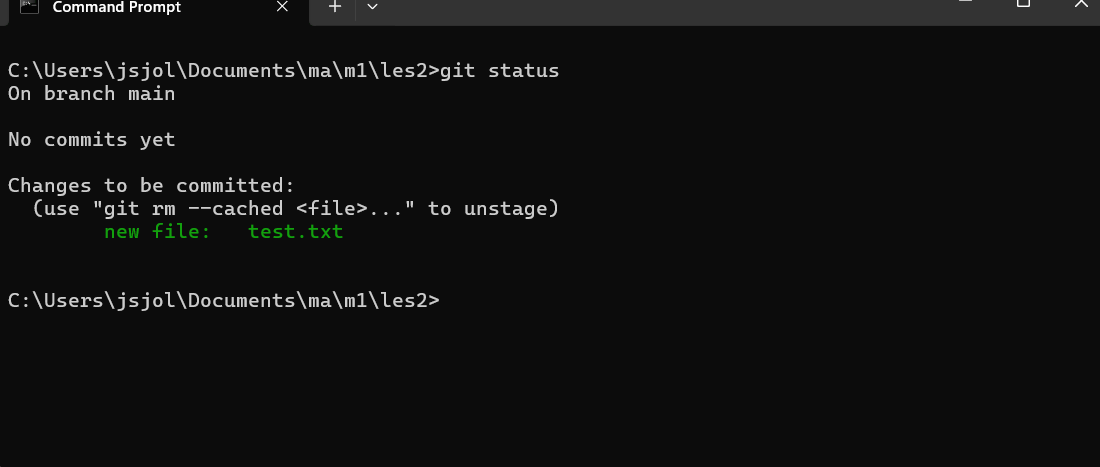 Command Prompt
C:\Users\jsjol\Documents\ma\m1\les2>git status
On branch main
No commits yet
Changes to be committed:
  (use "git rm --cached <file>..." to unstage)
        new file:   test.txt
C:\Users\jsjol\Documents\ma\m1\les2>